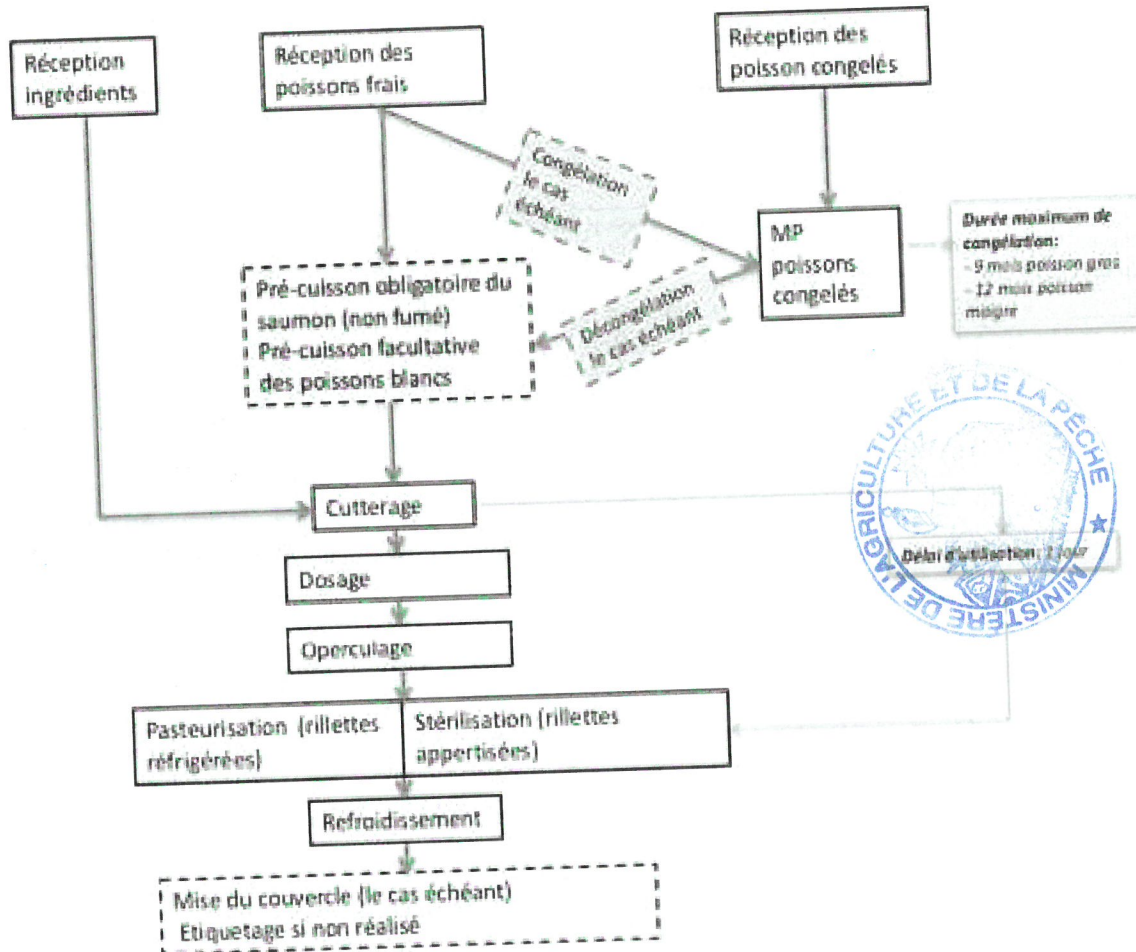 Réception
ingrédients
Réception des
poissons frais
Réception des
poisson congelés
Congélation
le cas
échéant
MP
poissons
congelés
Durée maximum de
congélation:
- 9 mois poisson gras
- 12 mois poisson
maigre
Pré-cuisson obligatoire du
saumon (non fumé)
Pré-cuisson facultative
des poissons blancs
Décongélation
le cas échéant
Cutterage
Dosage
Operculage
Délai d'utilisation: 1 jour
MINISTÈRE DE L'AGRICULTURE ET DE LA PÊCHE
Pasteurisation (rillettes
réfrigérées)
Stérilisation (rillettes
appertisées)
Refroidissement
Mise du couvercle (le cas échéant)
Etiquetage si non réalisé